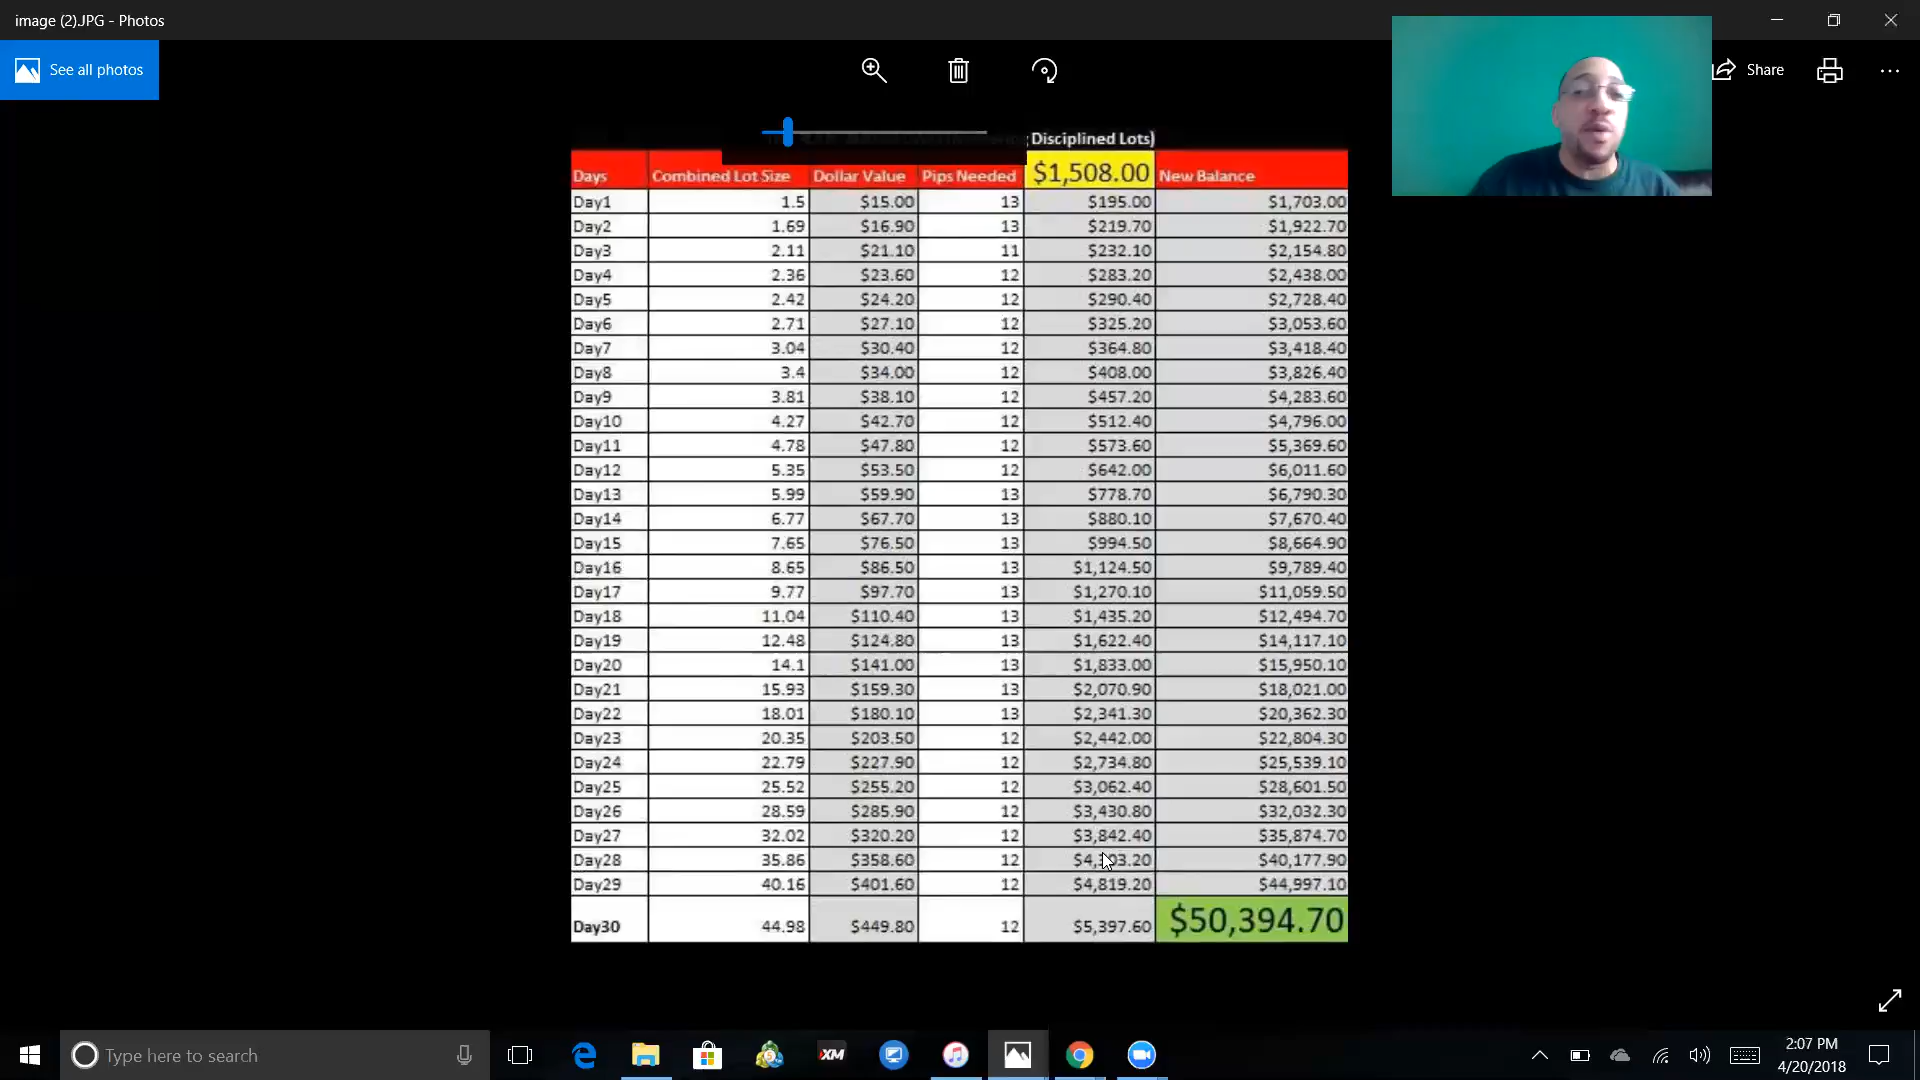 image (2).JPG - Photos
See all photos
Share
Disciplined Lots)
Days Combined Lot Size Dollar Value Pips Needed $1,508.00 New Balance
Day1 1.5 $15.00 13 $195.00 $1,703.00
Day2 1.69 $16.90 13 $219.70 $1,922.70
Day3 2.11 $21.10 11 $232.10 $2,154.80
Day4 2.36 $23.60 12 $283.20 $2,438.00
Day5 2.42 $24.20 12 $290.40 $2,728.40
Day6 2.71 $27.10 12 $325.20 $3,053.60
Day7 3.04 $30.40 12 $364.80 $3,418.40
Day8 3.4 $34.00 12 $408.00 $3,826.40
Day9 3.81 $38.10 12 $457.20 $4,283.60
Day10 4.27 $42.70 12 $512.40 $4,796.00
Day11 4.78 $47.80 12 $573.60 $5,369.60
Day12 5.35 $53.50 12 $642.00 $6,011.60
Day13 5.99 $59.90 13 $778.70 $6,790.30
Day14 6.77 $67.70 13 $880.10 $7,670.40
Day15 7.65 $76.50 13 $994.50 $8,664.90
Day16 8.65 $86.50 13 $1,124.50 $9,789.40
Day17 9.77 $97.70 13 $1,270.10 $11,059.50
Day18 11.04 $110.40 13 $1,435.20 $12,494.70
Day19 12.48 $124.80 13 $1,622.40 $14,117.10
Day20 14.1 $141.00 13 $1,833.00 $15,950.10
Day21 15.93 $159.30 13 $2,070.90 $18,021.00
Day22 18.01 $180.10 13 $2,341.30 $20,362.30
Day23 20.35 $203.50 12 $2,442.00 $22,804.30
Day24 22.79 $227.90 12 $2,734.80 $25,539.10
Day25 25.52 $255.20 12 $3,062.40 $28,601.50
Day26 28.59 $285.90 12 $3,430.80 $32,032.30
Day27 32.02 $320.20 12 $3,842.40 $35,874.70
Day28 35.86 $358.60 12 $40,177.90
Day29 40.16 $401.60 12 $4,819.20 $44,997.10
Day30 44.98 $449.80 12 $5,397.60 $50,394.70
Type here to search
XM
2:07 PM
4/20/2018